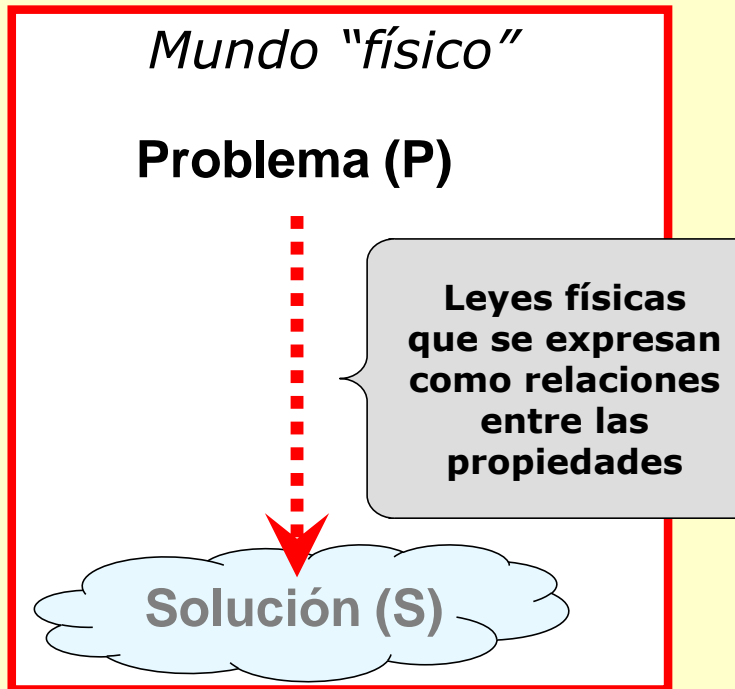 Mundo “físico”
Problema (P)
Leyes físicas
que se expresan
como relaciones
entre las
propiedades
Solución (S)